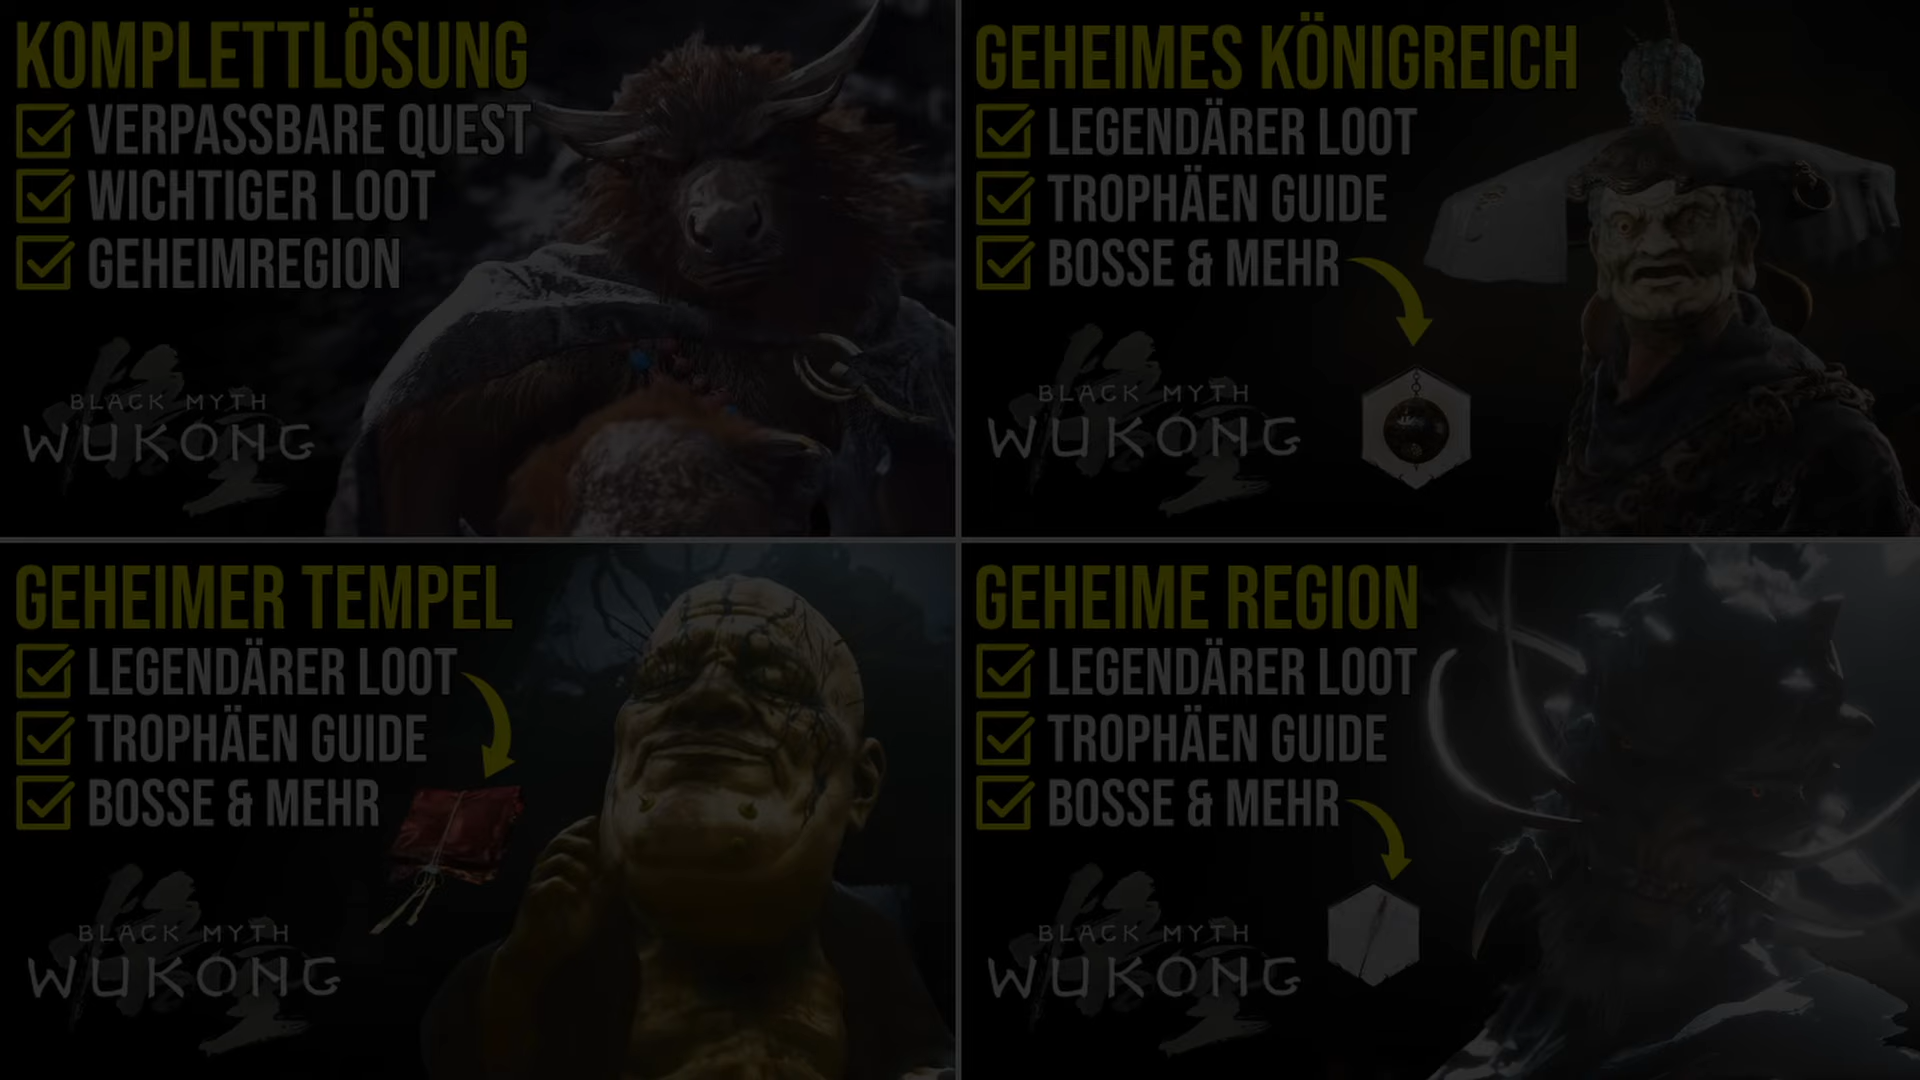 KOMPLETTLÖSUNG
VERPASSBARE QUEST
WICHTIGER LOOT
GEHEIMREGION
BLACK MYTH
WUKONG
GEHEIMES KÖNIGREICH
LEGENDÄRER LOOT
TROPHÄEN GUIDE
BOSSE & MEHR
BLACK MYTH
WUKONG
GEHEIMER TEMPEL
LEGENDÄRER LOOT
TROPHÄEN GUIDE
BOSSE & MEHR
BLACK MYTH
WUKONG
GEHEIME REGION
LEGENDÄRER LOOT
TROPHÄEN GUIDE
BOSSE & MEHR
BLACK MYTH
WUKONG